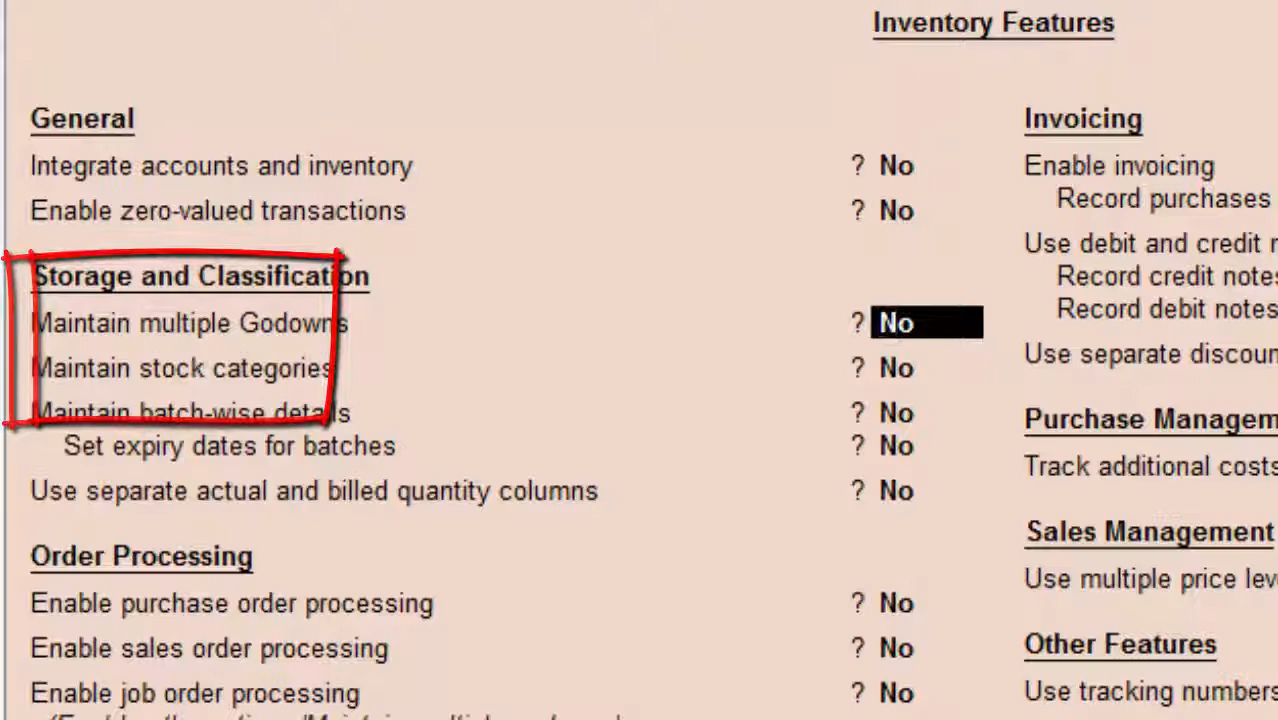 Inventory Features
General
Integrate accounts and inventory ? No
Enable zero-valued transactions ? No
Storage and Classification
Maintain multiple Godowns ? No
Maintain stock categories ? No
Maintain batch-wise details ? No
Set expiry dates for batches ? No
Use separate actual and billed quantity columns ? No
Order Processing
Enable purchase order processing ? No
Enable sales order processing ? No
Enable job order processing ? No
Invoicing
Enable invoicing
Record purchases
Use debit and credit
Record credit notes
Record debit notes
Use separate
Purchase
Track additional costs
Sales Management
Use multiple price
Other Features
Use tracking numbers